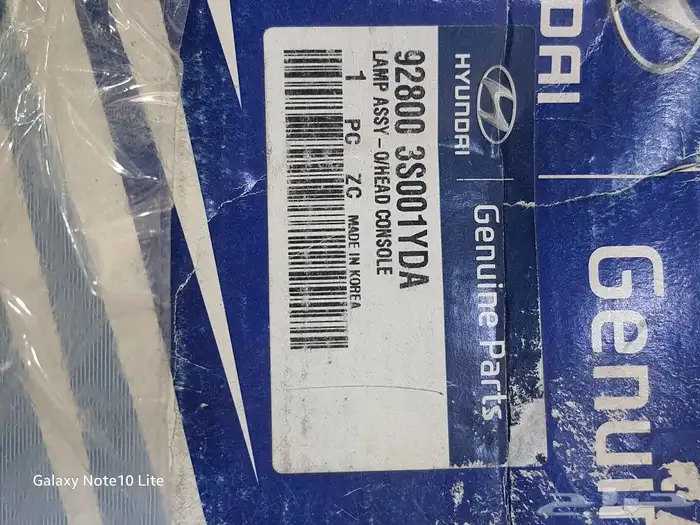 HYUNDAI
Genuine Parts
92800 3S001YDA
LAMP ASSY-O/HEAD CONSOLE
1 PC ZC MADE IN KOREA
DAI
Genui
Galaxy Note10 Lite